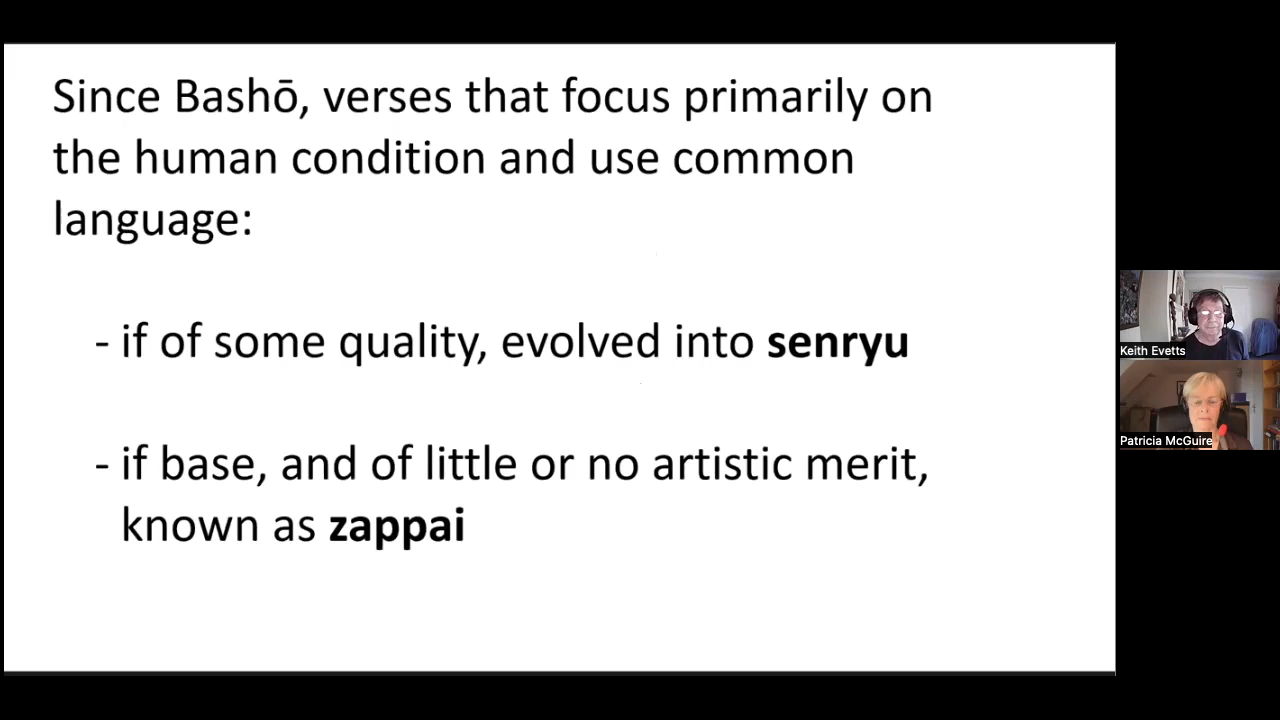 Since Bashō, verses that focus primarily on
the human condition and use common
language:
- if of some quality, evolved into senryu
- if base, and of little or no artistic merit,
known as zappai
Keith Evetts
Patricia McGuire